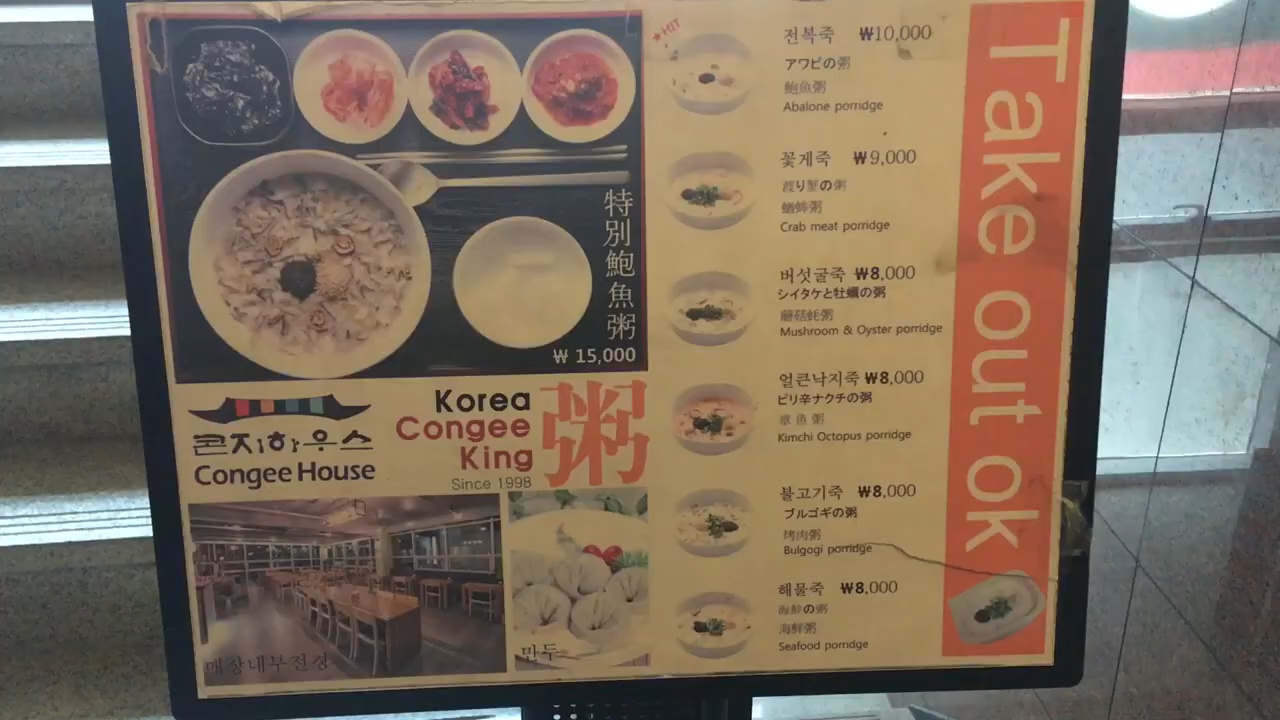 特別鮑魚粥
₩ 15,000
콘지하우스
Congee House
Korea
Congee
King
Since 1998
粥
매장내부전경
만두
★HIT
전복죽 ₩10,000
アワビの粥
鮑魚粥
Abalone porridge
꽃게죽 ₩9,000
渡り蟹の粥
蝤蛑粥
Crab meat porridge
버섯굴죽 ₩8,000
シイタケと牡蠣の粥
蘑菇蚝粥
Mushroom & Oyster porridge
얼큰낙지죽 ₩8,000
ピリ辛ナクチの粥
章魚粥
Kimchi Octopus porridge
불고기죽 ₩8,000
ブルゴギの粥
烤肉粥
Bulgogi porridge
해물죽 ₩8,000
海鮮の粥
海鮮粥
Seafood porridge
Take out ok